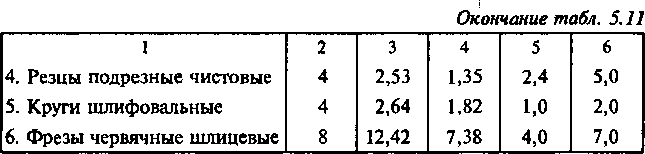 Окончание табл. 5.11
1 2 3 4 5 6
4. Резцы подрезные чистовые 4 2,53 1,35 2,4 5,0
5. Круги шлифовальные 4 2,64 1,82 1,0 2,0
6. Фрезы червячные шлицевые 8 12,42 7,38 4,0 7,0